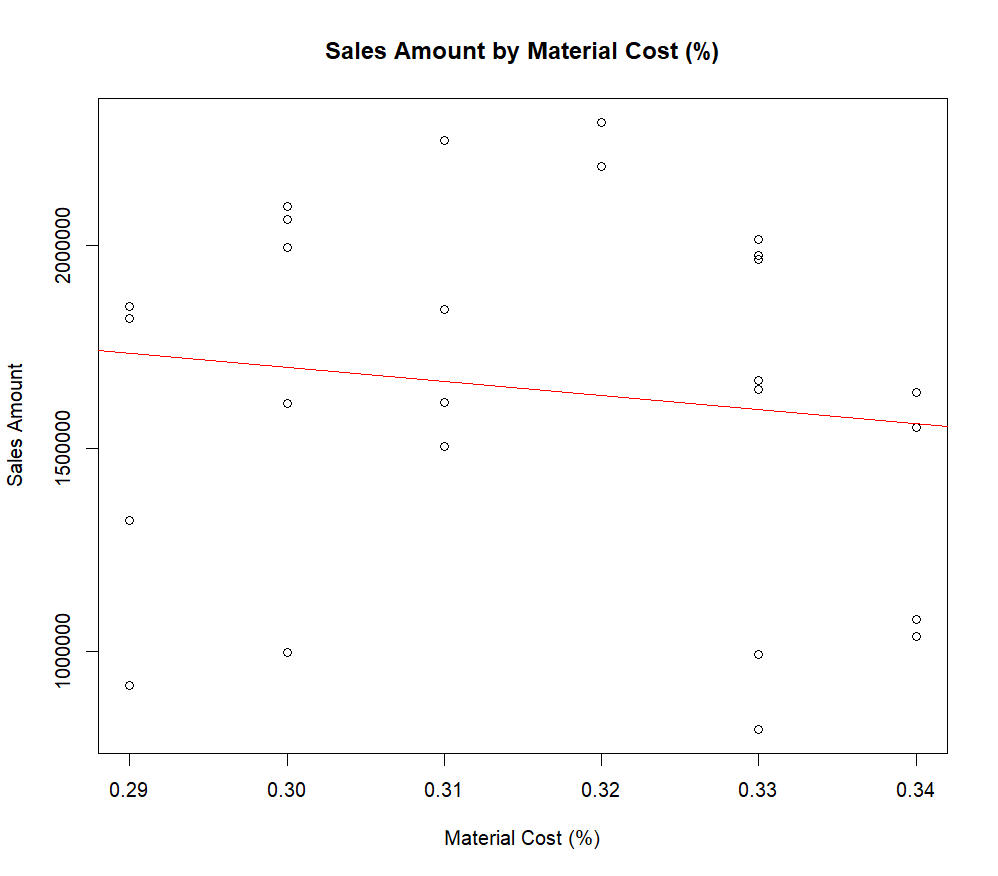 Sales Amount by Material Cost (%)
Sales Amount
2000000
1500000
1000000
0.29 0.30 0.31 0.32 0.33 0.34
Material Cost (%)